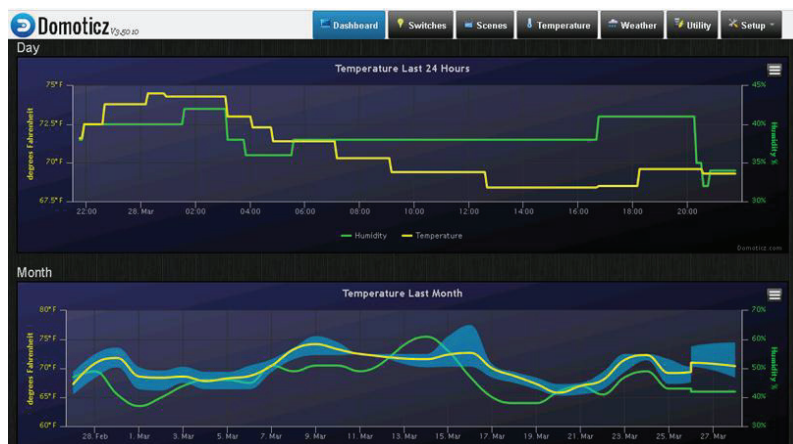 Domoticz V3.5010
Dashboard Switches Scenes Temperature Weather Utility Setup
Day
Temperature Last 24 Hours
75° F 45%
72.5° F 40%
70° F 35%
67.5° F 30%
degrees Fahrenheit
Humidity %
22:00 28. Mar 02:00 04:00 06:00 08:00 10:00 12:00 14:00 16:00 18:00 20:00
Humidity Temperature
Domoticz.com
Month
Temperature Last Month
80° F 70%
75° F 60%
70° F 50%
65° F 40%
60° F 30%
degrees Fahrenheit
Humidity %
28. Feb 1. Mar 3. Mar 5. Mar 7. Mar 9. Mar 11. Mar 13. Mar 15. Mar 17. Mar 19. Mar 21. Mar 23. Mar 25. Mar 27. Mar